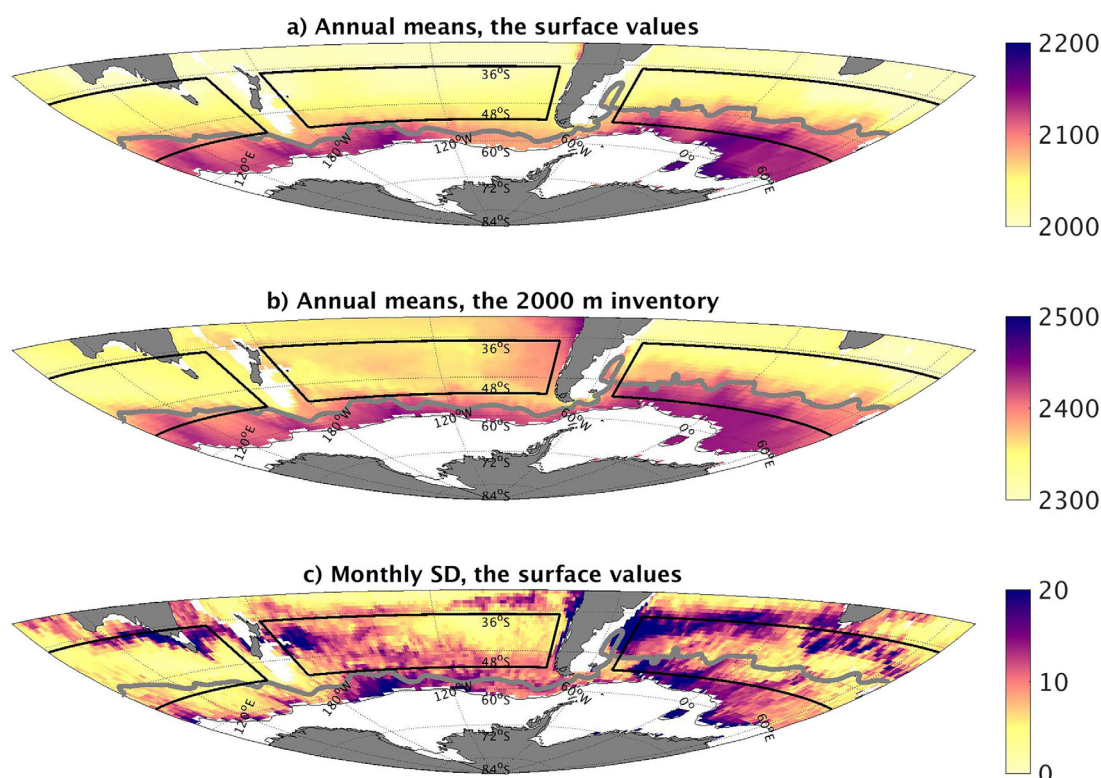 a) Annual means, the surface values
36°S
48°S
60°S
72°S
84°S
120°E
180°W
120°W
60°W
0°
60°E
2200
2100
2000
b) Annual means, the 2000 m inventory
36°S
48°S
60°S
72°S
84°S
120°E
180°W
120°W
60°W
0°
60°E
2500
2400
2300
c) Monthly SD, the surface values
36°S
48°S
60°S
72°S
84°S
120°E
180°W
120°W
60°W
0°
60°E
20
10
0